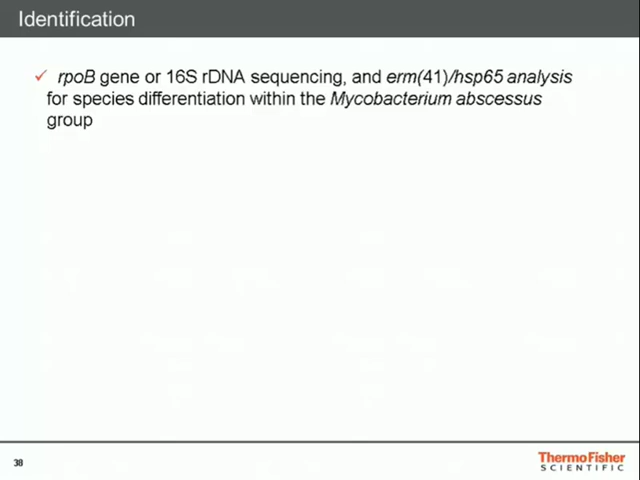 Identification
✓ rpoB gene or 16S rDNA sequencing, and erm(41)/hsp65 analysis
for species differentiation within the Mycobacterium abscessus
group
38
ThermoFisher
SCIENTIFIC